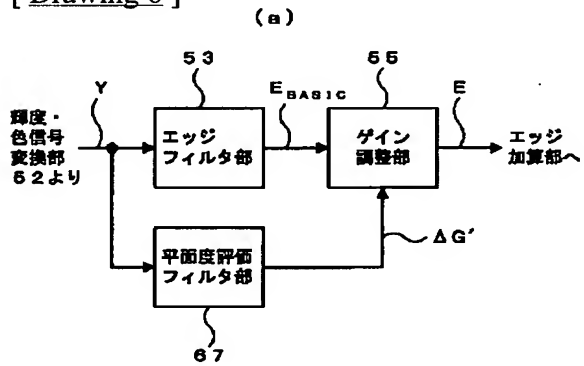 [ Drawing 6 ]
(a)
53
55
Y
E BASIC
E
輝度・
色信号
変換部
52より
エッジ
フィルタ部
ゲイン
調整部
エッジ
加算部へ
平面度評価
フィルタ部
ΔG′
67